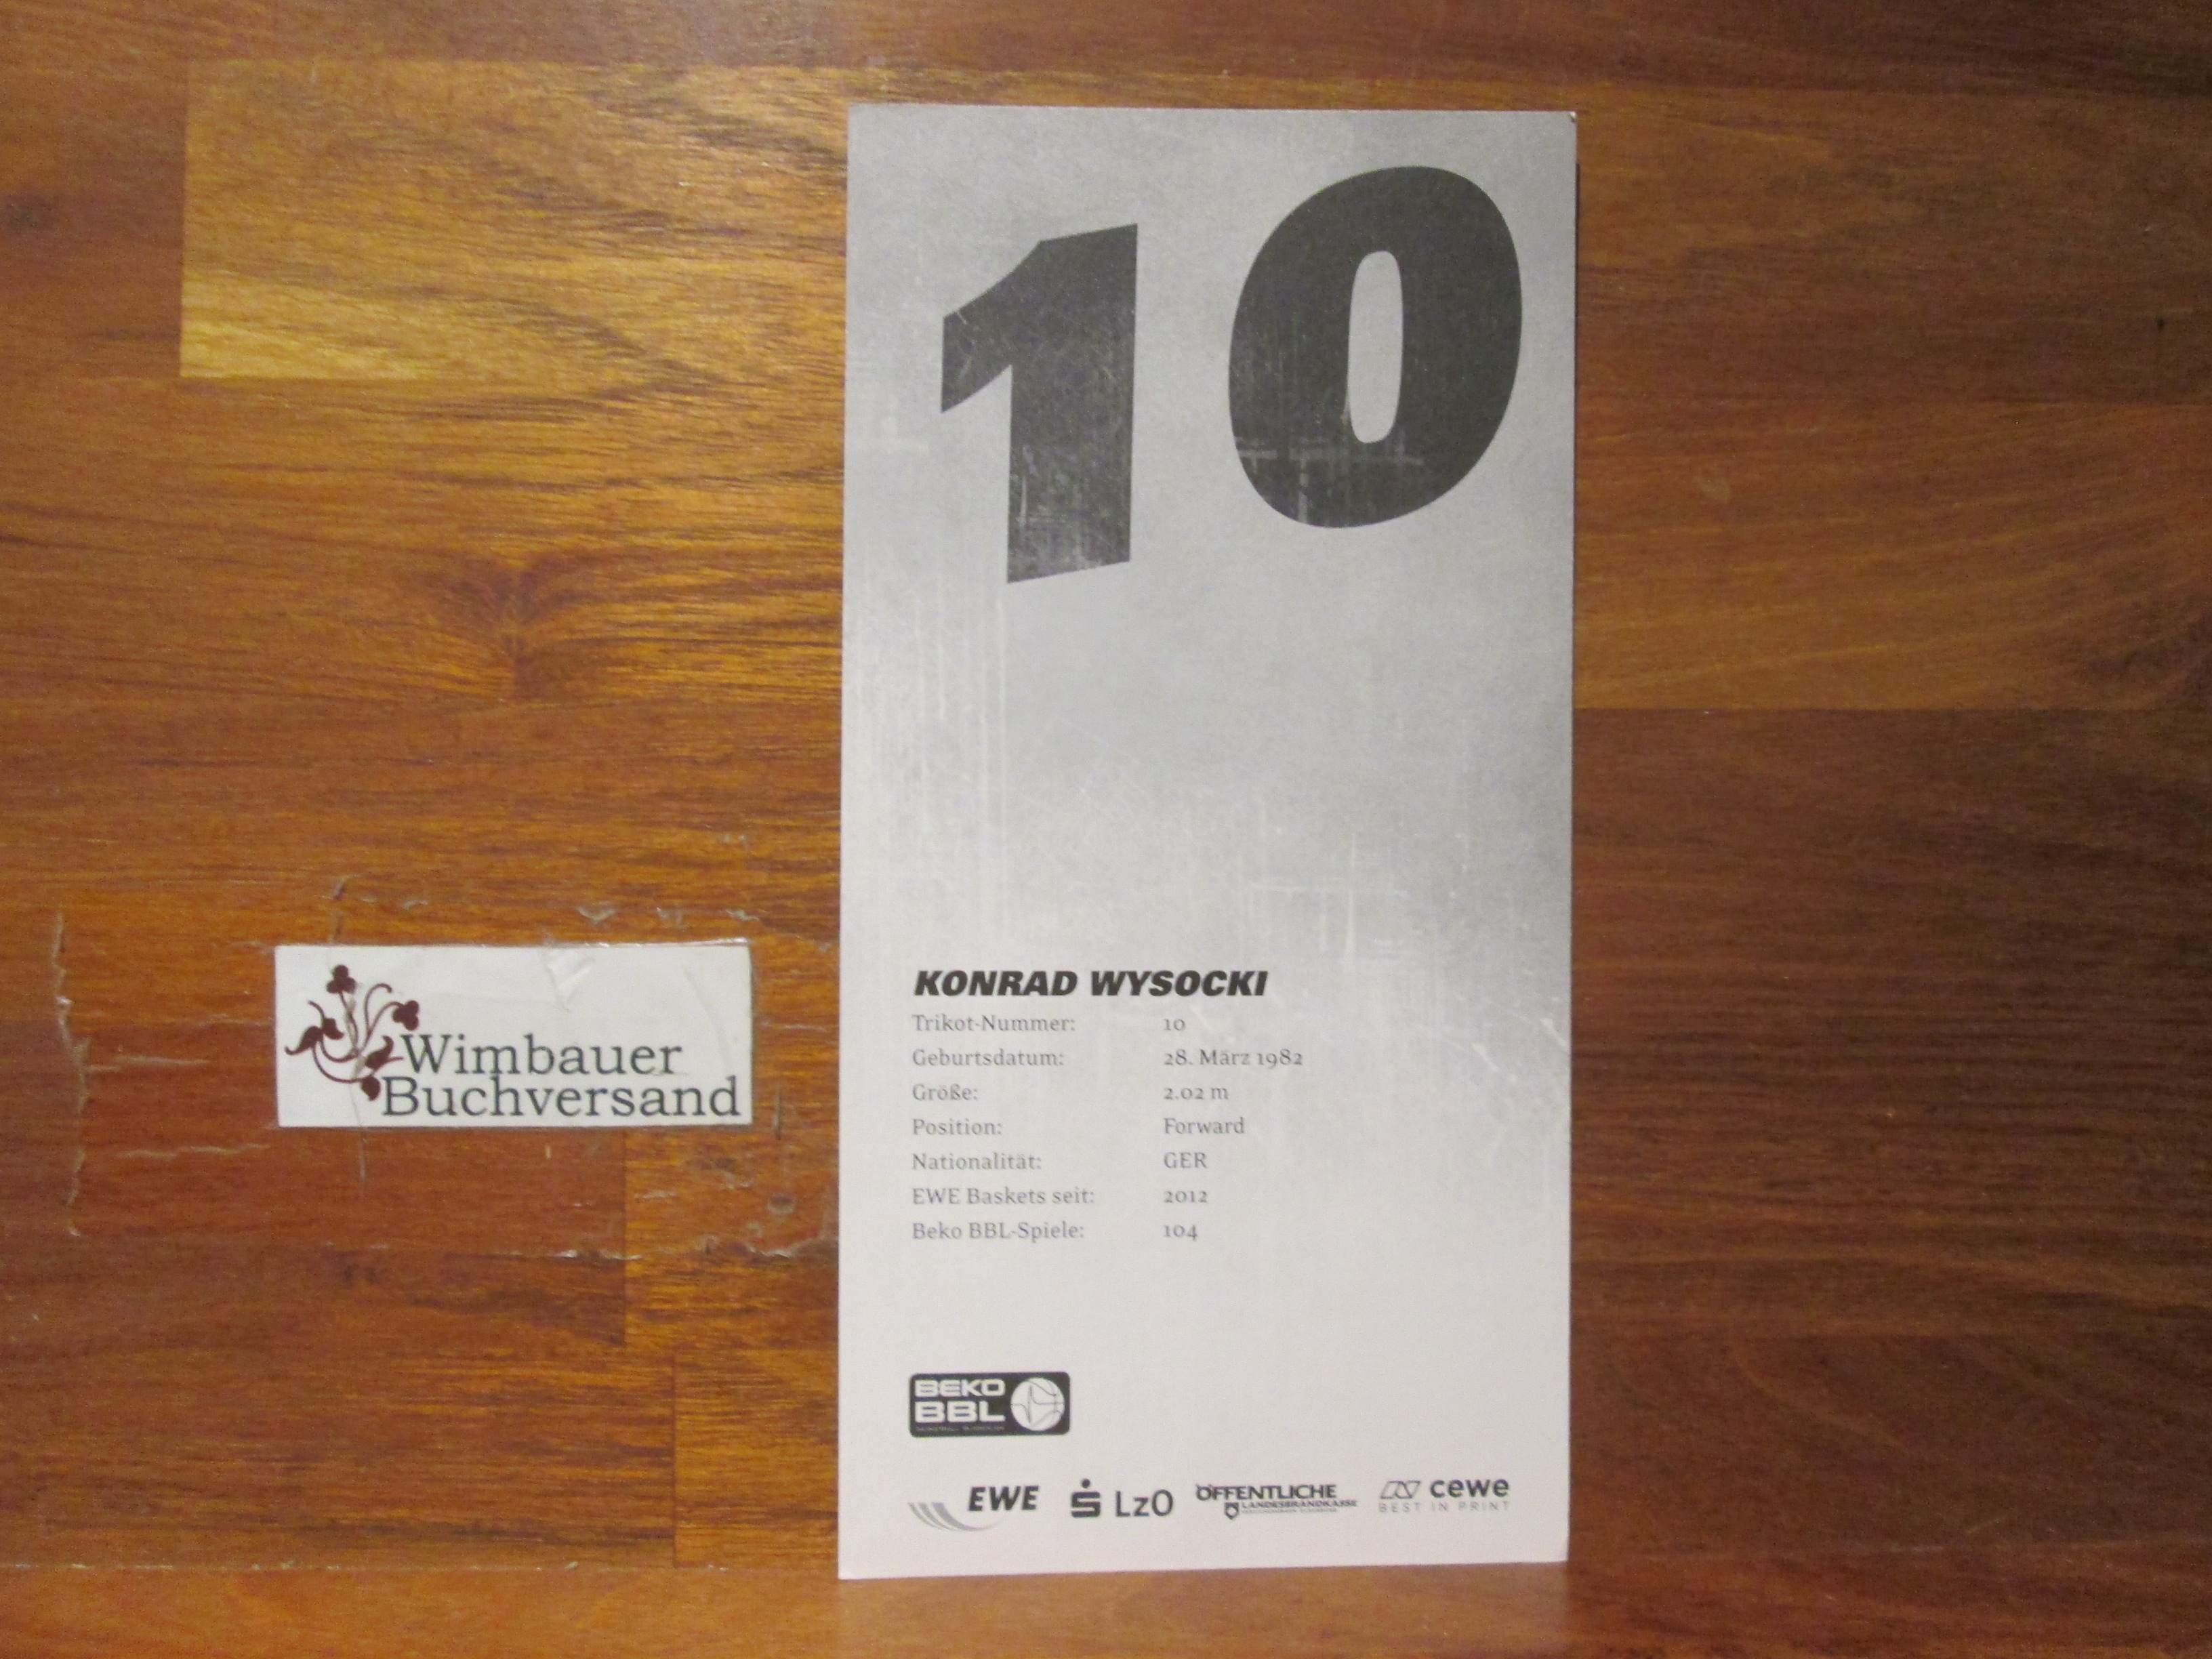 10
KONRAD WYSOCKI
Trikot-Nummer: 10
Geburtsdatum: 28. März 1982
Größe: 2.02 m
Position: Forward
Nationalität: GER
EWE Baskets seit: 2012
Beko BBL-Spiele: 104
BEKO
BBL
EWE
LzO
ÖFFENTLICHE
LANDESBRANDKASSE
cewe
BEST IN PRINT
Wimbauer
Buchversand